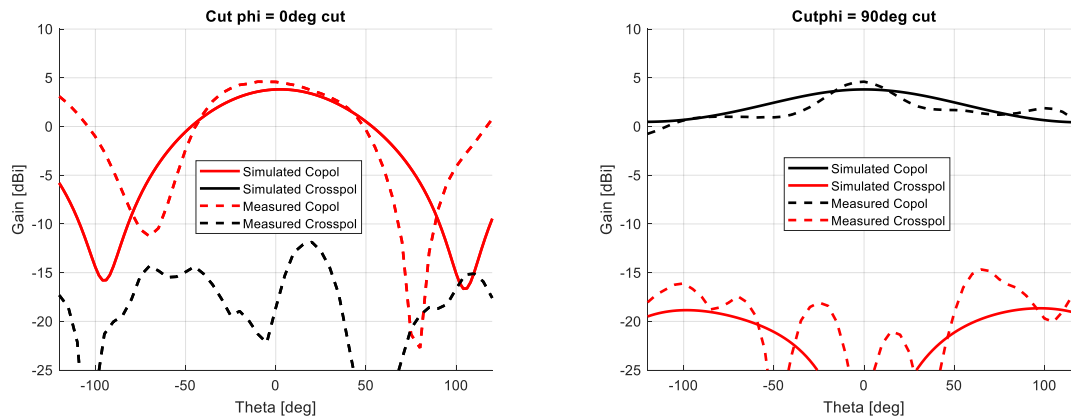 Cut phi = 0deg cut
10
5
0
-5
-10
-15
-20
-25
Gain [dBi]
-100
-50
0
50
100
Theta [deg]
Simulated Copol
Simulated Crosspol
Measured Copol
Measured Crosspol
Cutphi = 90deg cut
10
5
0
-5
-10
-15
-20
-25
Gain [dBi]
-100
-50
0
50
100
Theta [deg]
Simulated Copol
Simulated Crosspol
Measured Copol
Measured Crosspol